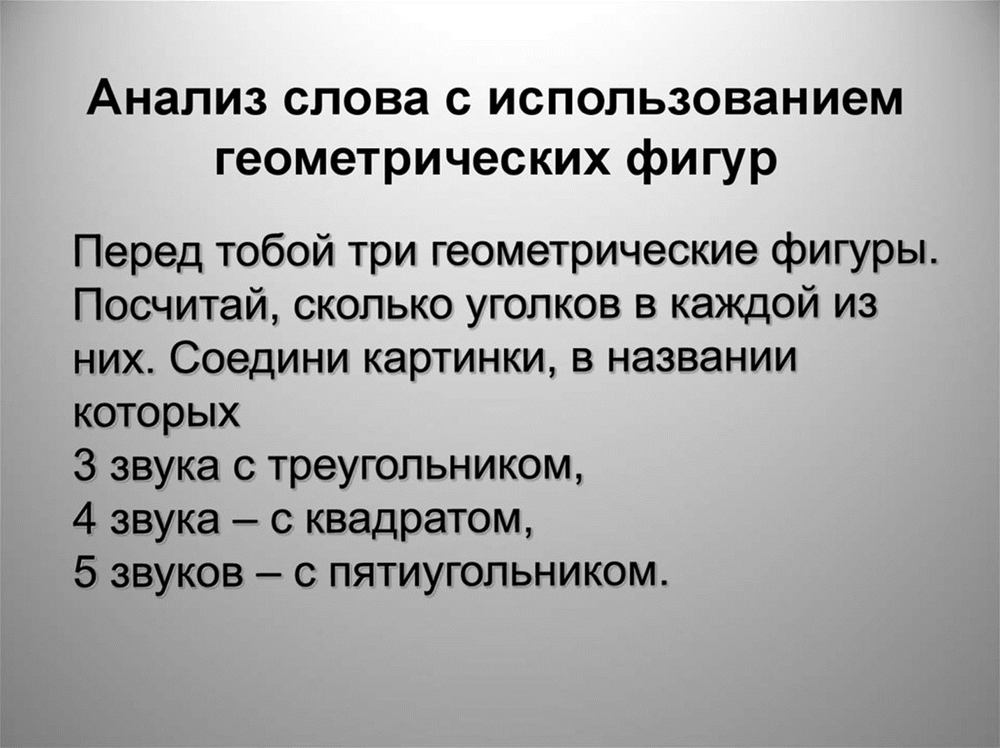 Анализ слова с использованием
геометрических фигур
Перед тобой три геометрические фигуры.
Посчитай, сколько уголков в каждой из
них. Соедини картинки, в названии
которых
3 звука с треугольником,
4 звука – с квадратом,
5 звуков – с пятиугольником.